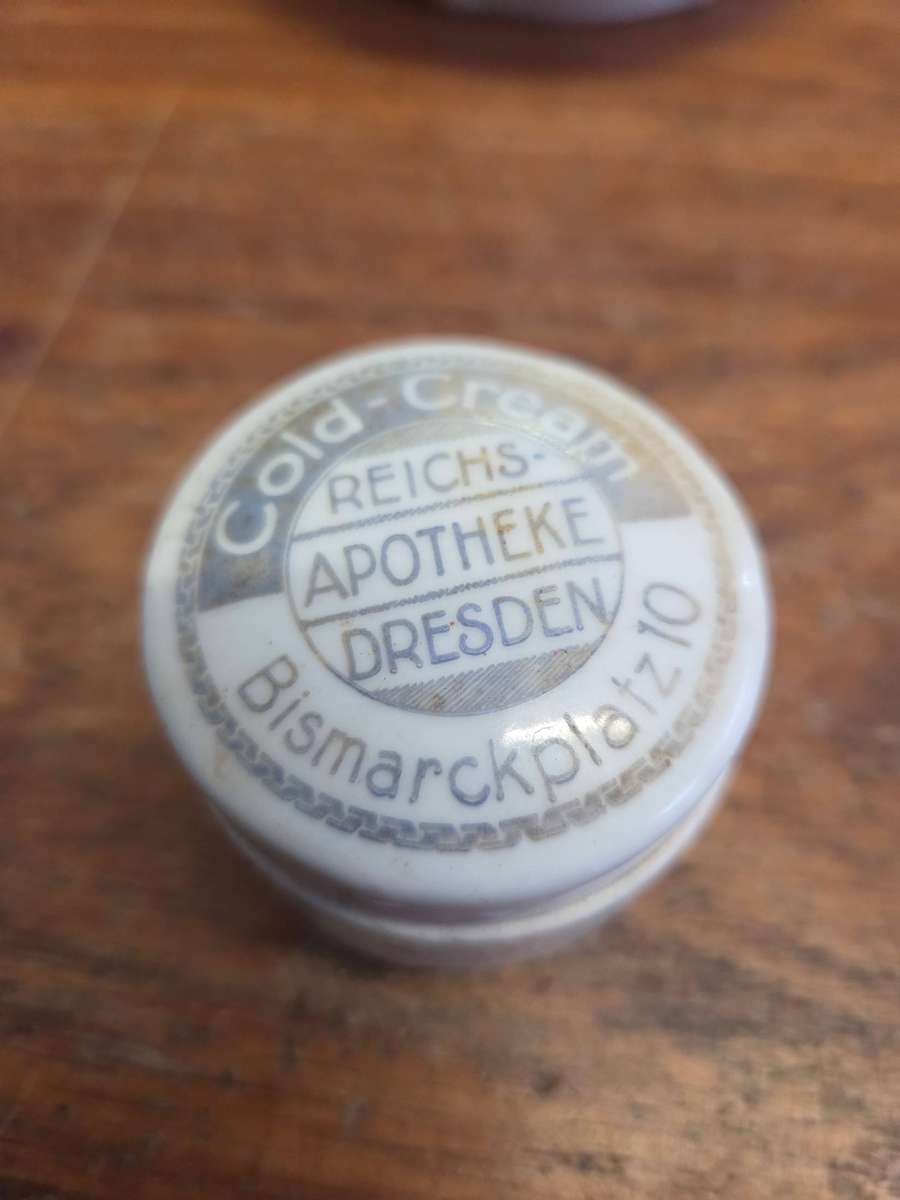 Cold-Cream
REICHS-
APOTHEKE
DRESDEN
Bismarckplatz 10